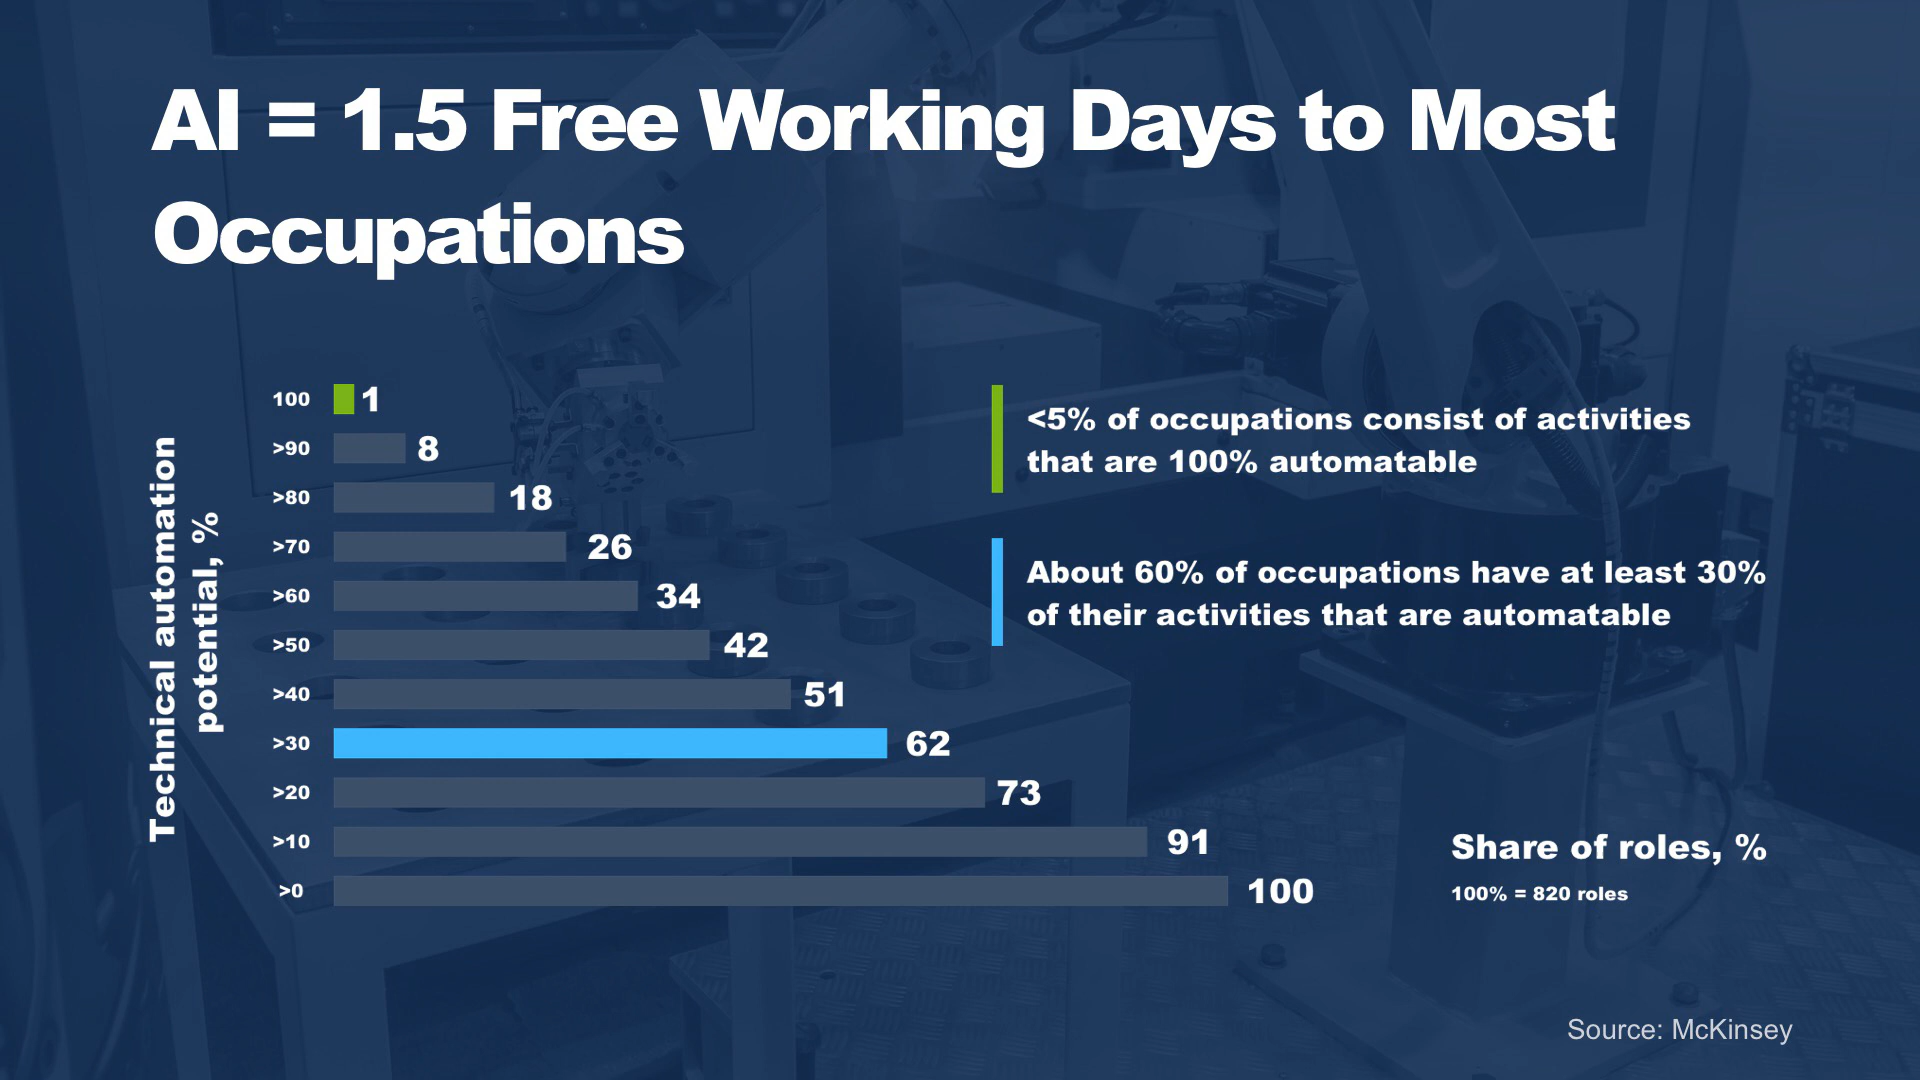 AI = 1.5 Free Working Days to Most
Occupations
Technical automation
potential, %
100 1
>90 8
>80 18
>70 26
>60 34
>50 42
>40 51
>30 62
>20 73
>10 91
>0 100
<5% of occupations consist of activities
that are 100% automatable
About 60% of occupations have at least 30%
of their activities that are automatable
Share of roles, %
100% = 820 roles
Source: McKinsey